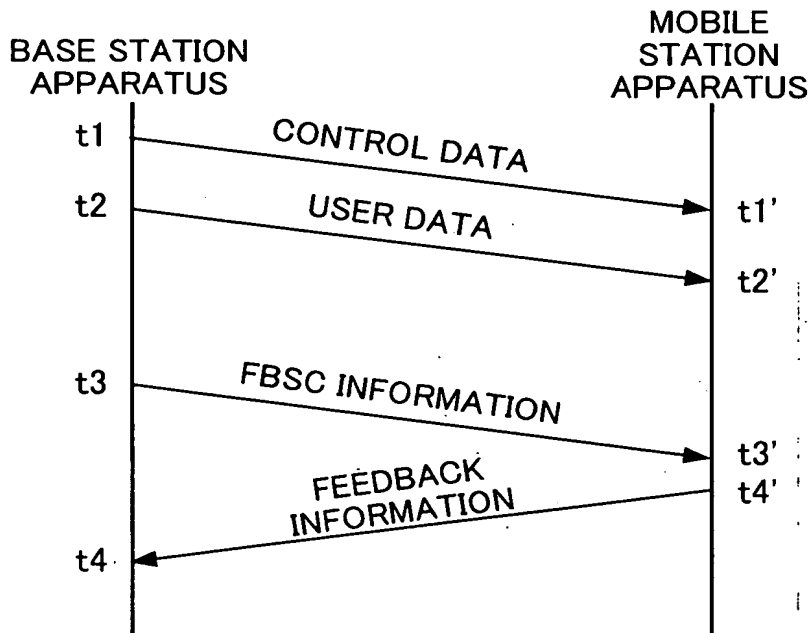 BASE STATION
APPARATUS
MOBILE
STATION
APPARATUS
t1
CONTROL DATA
t1'
t2
USER DATA
t2'
t3
FBSC INFORMATION
t3'
FEEDBACK
INFORMATION
t4'
t4